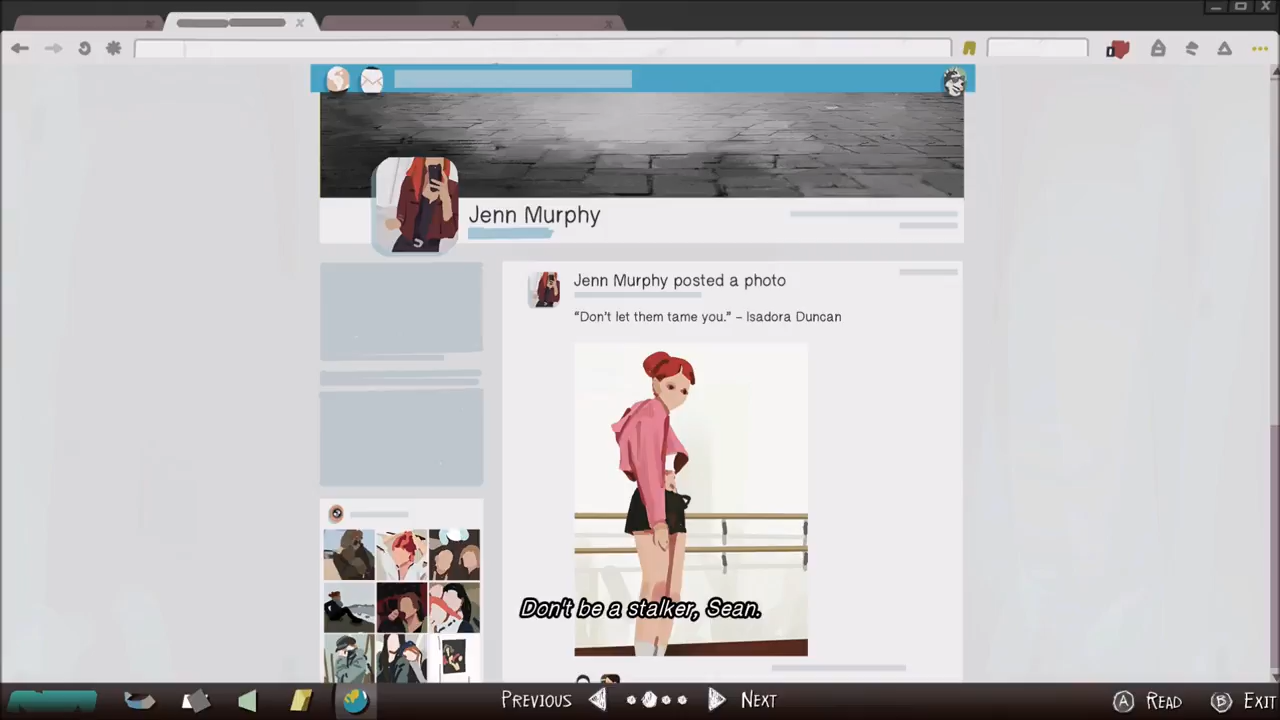 Jenn Murphy
Jenn Murphy posted a photo
“Don't let them tame you.” – Isadora Duncan
Don't be a stalker, Sean.
Previous
Next
A Read
B Exit